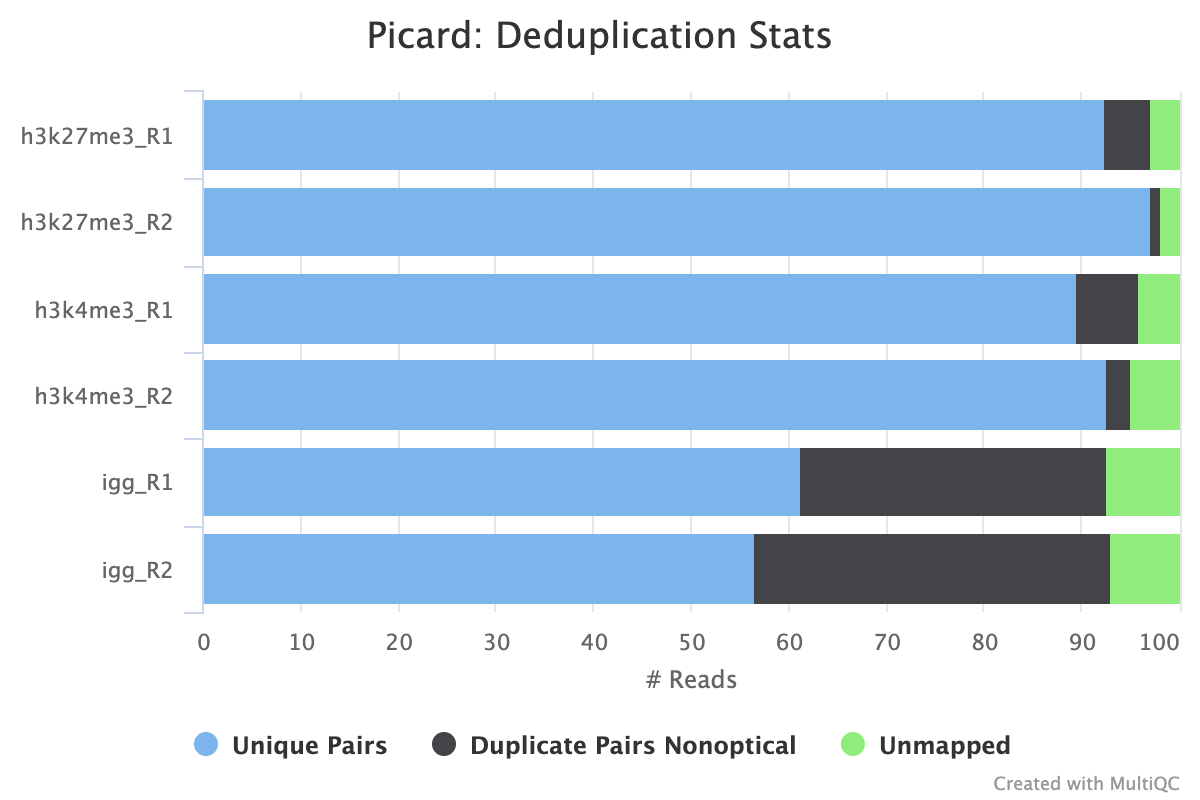 Picard: Deduplication Stats
h3k27me3_R1
h3k27me3_R2
h3k4me3_R1
h3k4me3_R2
igg_R1
igg_R2
0 10 20 30 40 50 60 70 80 90 100
# Reads
Unique Pairs Duplicate Pairs Nonoptical Unmapped
Created with MultiQC